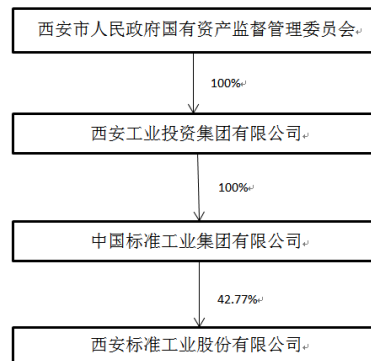 西安市人民政府国有资产监督管理委员会
100%
西安工业投资集团有限公司
100%
中国标准工业集团有限公司
42.77%
西安标准工业股份有限公司